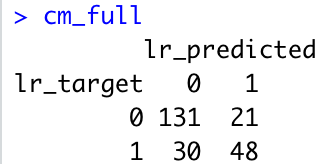 > cm_full
lr_predicted
lr_target 0 1
0 131 21
1 30 48